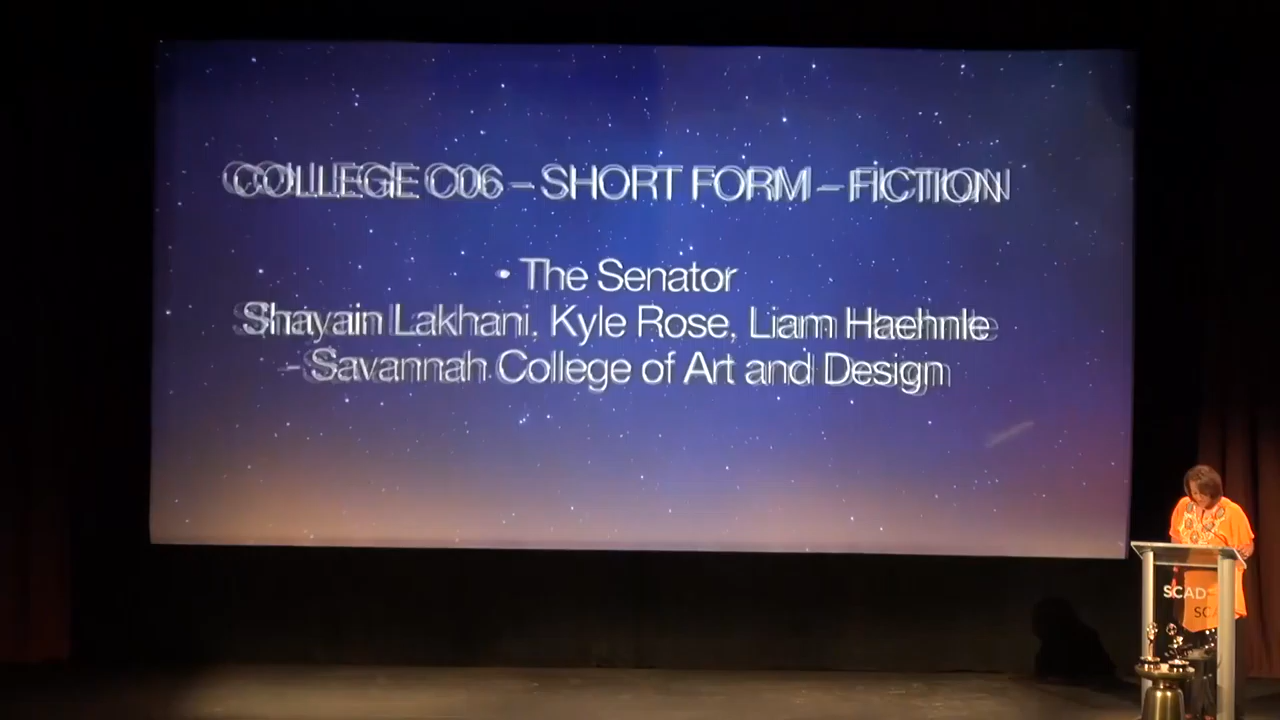 COLLEGE C06 – SHORT FORM – FICTION
• The Senator
Shayain Lakhani, Kyle Rose, Liam Haehnle
- Savannah College of Art and Design
SCAD